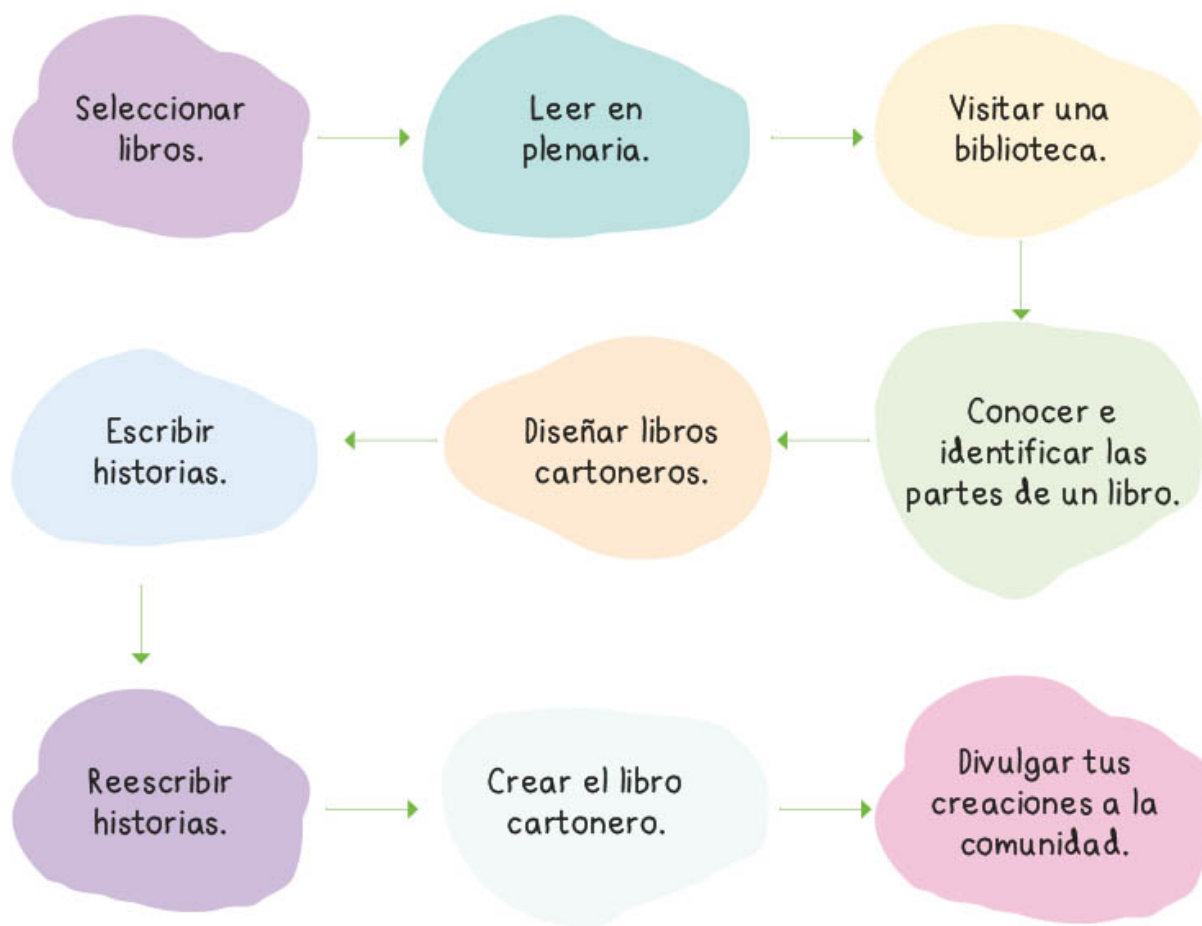 Seleccionar
libros.
Leer en
plenaria.
Visitar una
biblioteca.
Conocer e
identificar las
partes de un libro.
Diseñar libros
cartoneros.
Escribir
historias.
Reescribir
historias.
Crear el libro
cartonero.
Divulgar tus
creaciones a la
comunidad.